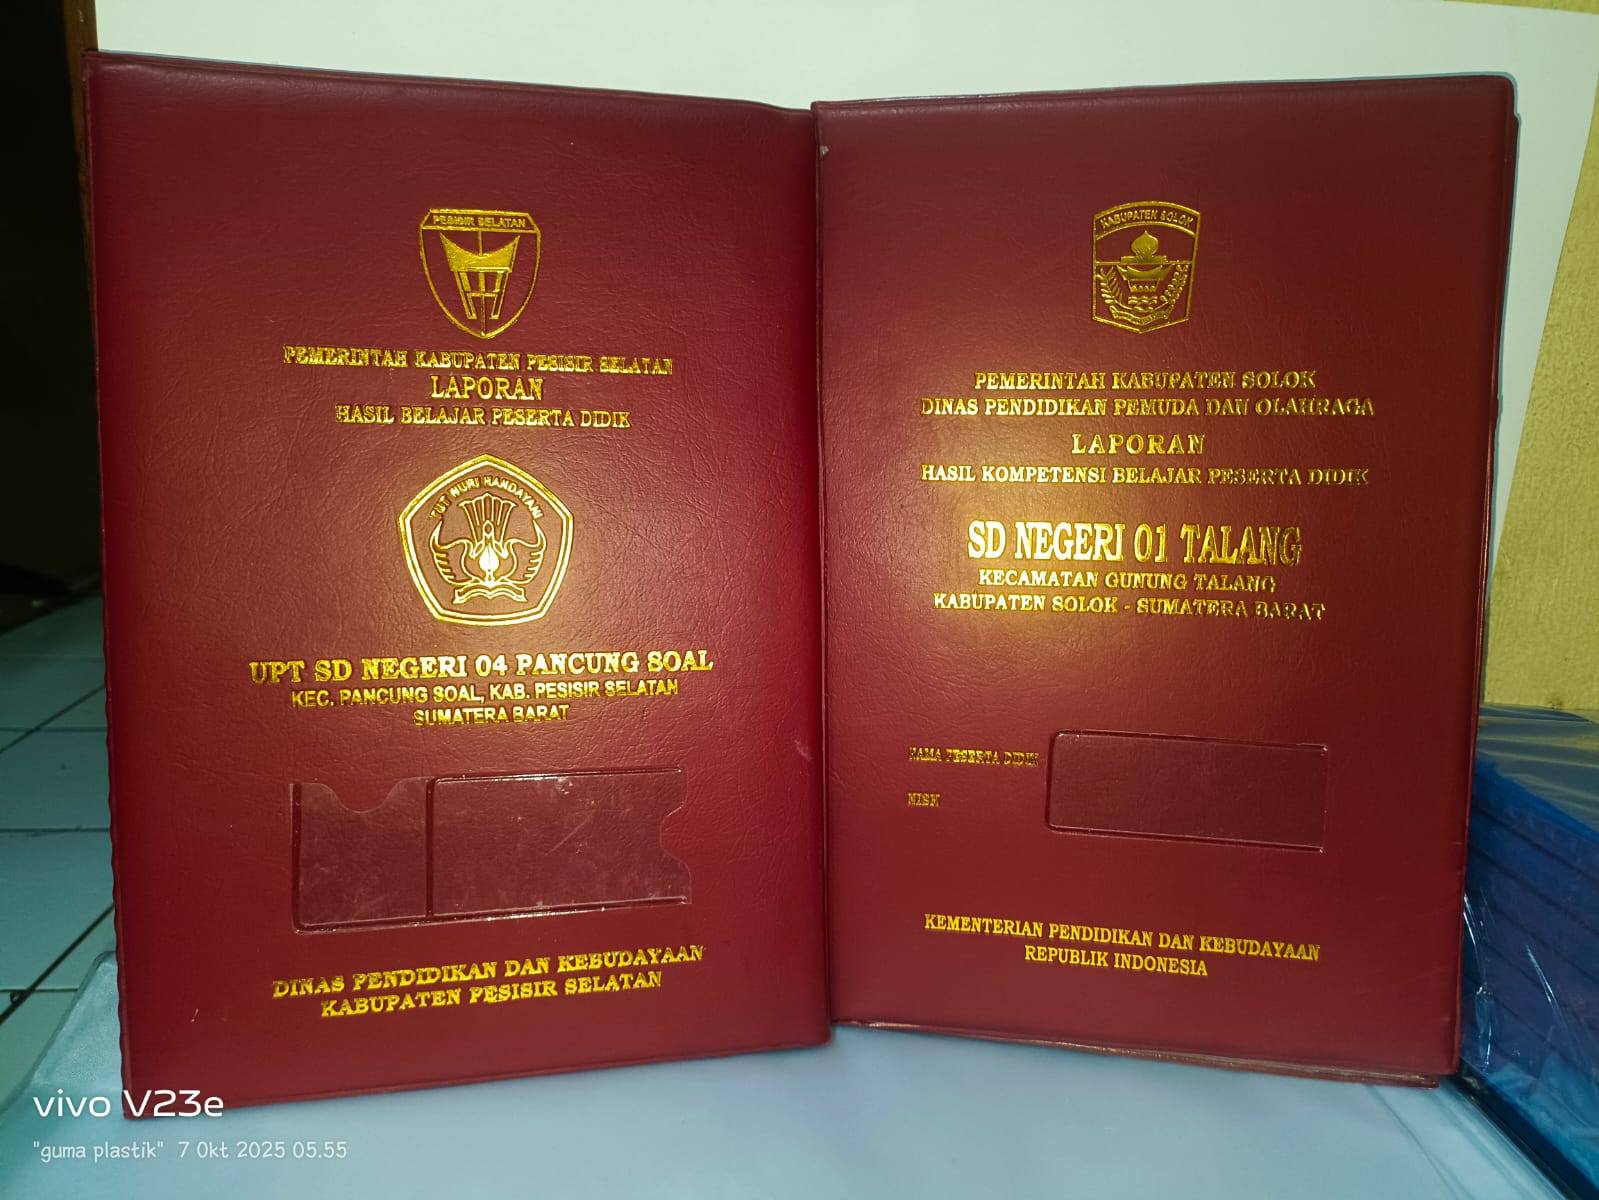 PESISIR SELATAN
PEMERINTAH KABUPATEN PESISIR SELATAN
LAPORAN
HASIL BELAJAR PESERTA DIDIK
TUT WURI HANDAYANI
UPT SD NEGERI 04 PANCUNG SOAL
KEC. PANCUNG SOAL, KAB. PESISIR SELATAN
SUMATERA BARAT
DINAS PENDIDIKAN DAN KEBUDAYAAN
KABUPATEN PESISIR SELATAN
KABUPATEN SOLOK
PEMERINTAH KABUPATEN SOLOK
DINAS PENDIDIKAN PEMUDA DAN OLAHRAGA
LAPORAN
HASIL KOMPETENSI BELAJAR PESERTA DIDIK
SD NEGERI 01 TALANG
KECAMATAN GUNUNG TALANG
KABUPATEN SOLOK - SUMATERA BARAT
NAMA PESERTA DIDIK
NISN
KEMENTERIAN PENDIDIKAN DAN KEBUDAYAAN
REPUBLIK INDONESIA
vivo V23e
"guma plastik" 7 Okt 2025 05.55